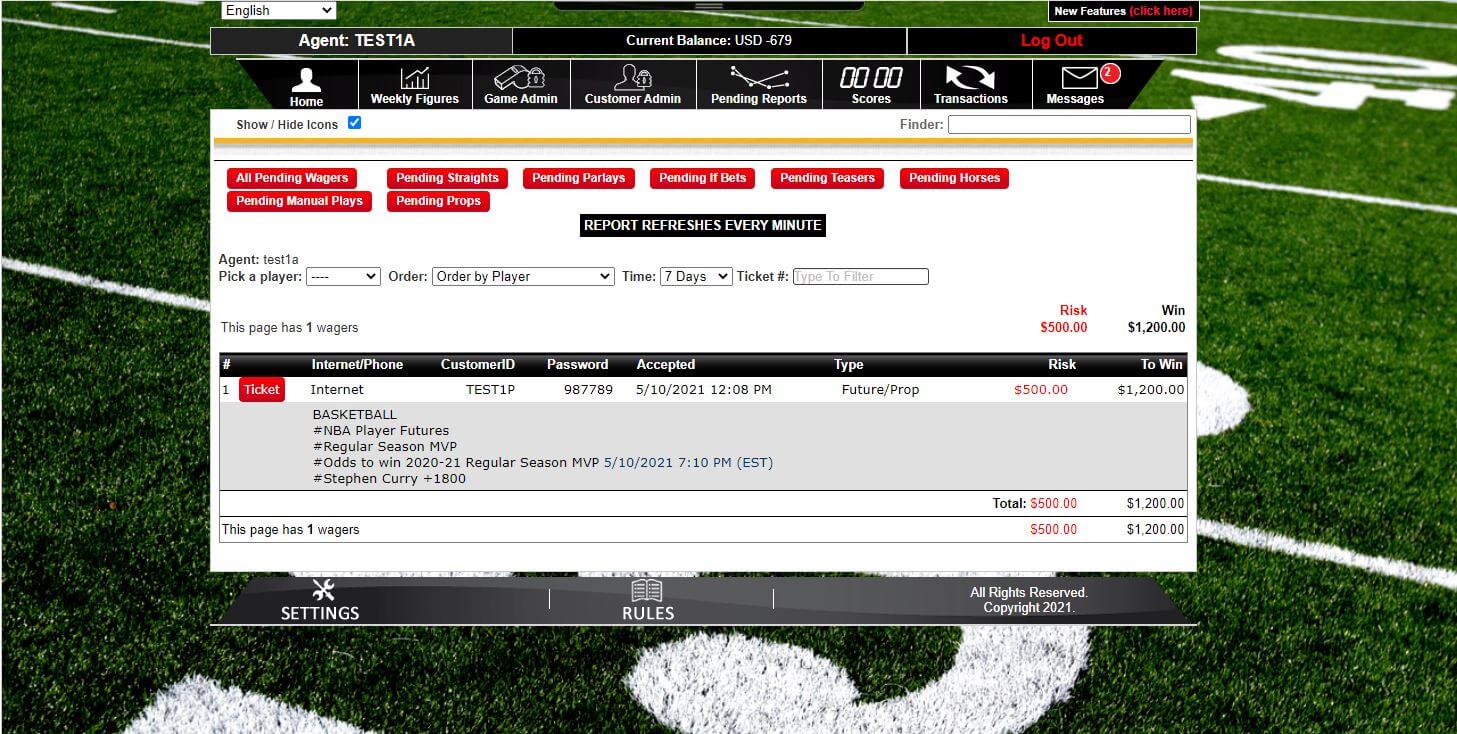 English
New Features (click here)
Agent: TEST1A
Current Balance: USD -679
Log Out
Home
Weekly Figures
Game Admin
Customer Admin
Pending Reports
00 00
Scores
Transactions
2
Messages
Show / Hide Icons
Finder:
All Pending Wagers
Pending Straights
Pending Parlays
Pending If Bets
Pending Teasers
Pending Horses
Pending Manual Plays
Pending Props
REPORT REFRESHES EVERY MINUTE
Agent: test1a
Pick a player: ---- Order: Order by Player Time: 7 Days Ticket #: Type To Filter
Risk Win
This page has 1 wagers $500.00 $1,200.00
# Internet/Phone CustomerID Password Accepted Type Risk To Win
1 Ticket Internet TEST1P 987789 5/10/2021 12:08 PM Future/Prop $500.00 $1,200.00
BASKETBALL
#NBA Player Futures
#Regular Season MVP
#Odds to win 2020-21 Regular Season MVP 5/10/2021 7:10 PM (EST)
#Stephen Curry +1800
Total: $500.00 $1,200.00
This page has 1 wagers $500.00 $1,200.00
SETTINGS
RULES
All Rights Reserved.
Copyright 2021.